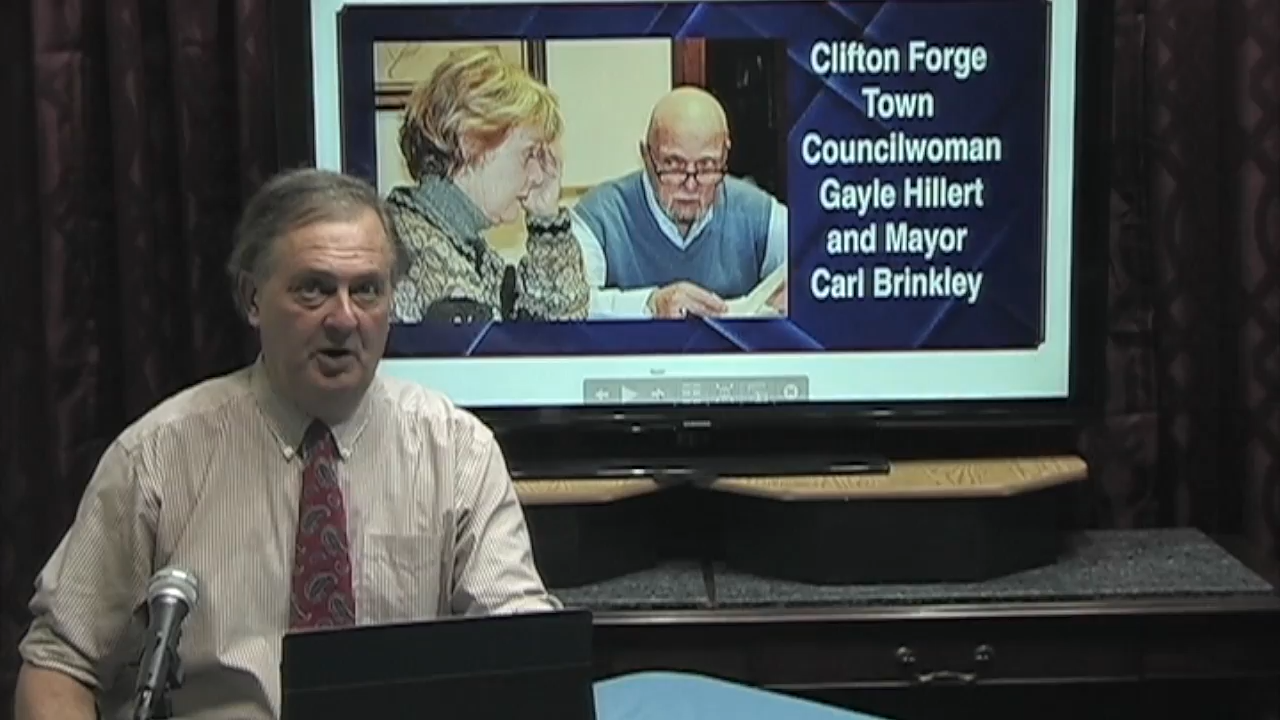 Clifton Forge
Town
Councilwoman
Gayle Hillert
and Mayor
Carl Brinkley